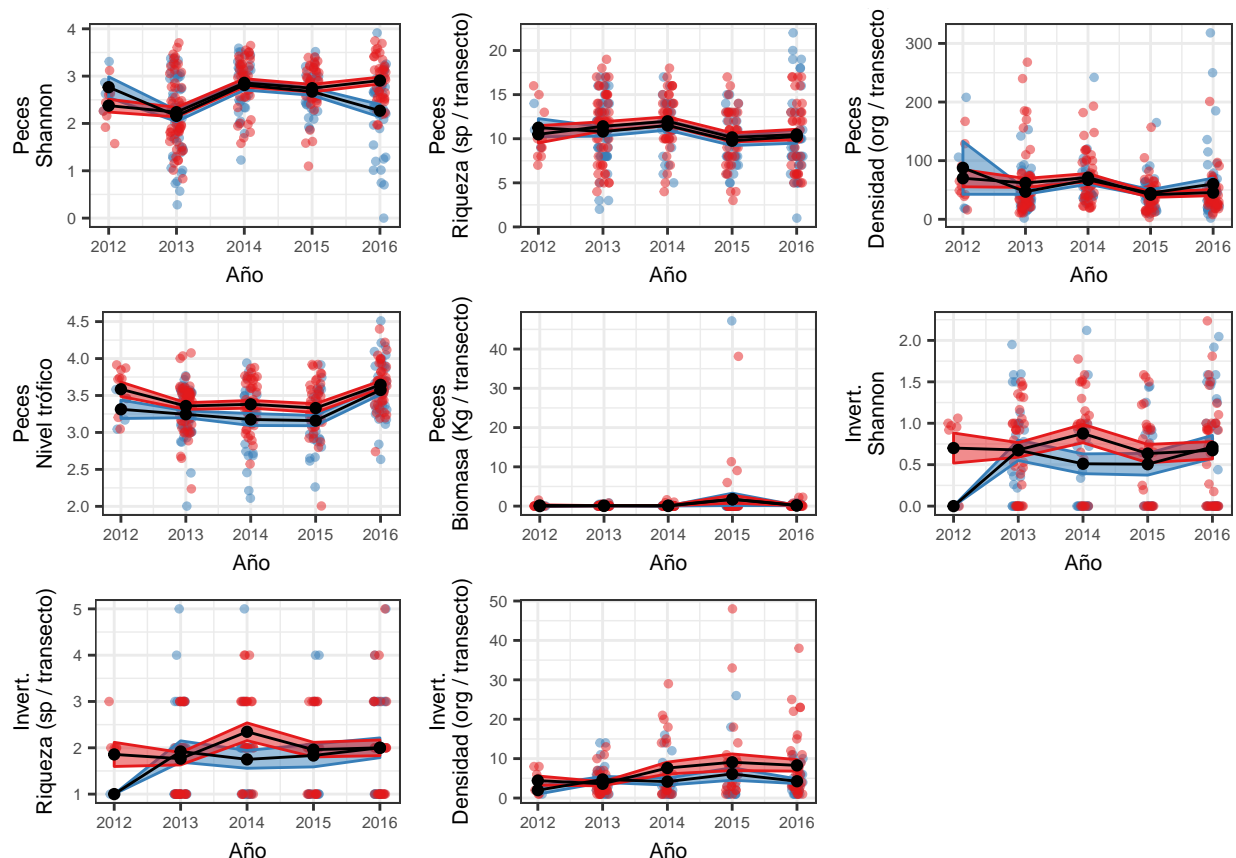 Peces
Shannon
4
3
2
1
0
2012 2013 2014 2015 2016
Año
Peces
Riqueza (sp / transecto)
20
15
10
5
0
2012 2013 2014 2015 2016
Año
Peces
Densidad (org / transecto
300
200
100
0
2012 2013 2014 2015 2016
Año
Peces
Nivel trófico
4.5
4.0
3.5
3.0
2.5
2.0
2012 2013 2014 2015 2016
Año
Peces
Biomasa (Kg / transecto)
40
30
20
10
0
2012 2013 2014 2015 2016
Año
Invert.
Shannon
2.0
1.5
1.0
0.5
0.0
2012 2013 2014 2015 2016
Año
Invert.
Riqueza (sp / transecto)
5
4
3
2
1
2012 2013 2014 2015 2016
Año
Invert.
Densidad (org / transecto)
50
40
30
20
10
0
2012 2013 2014 2015 2016
Año